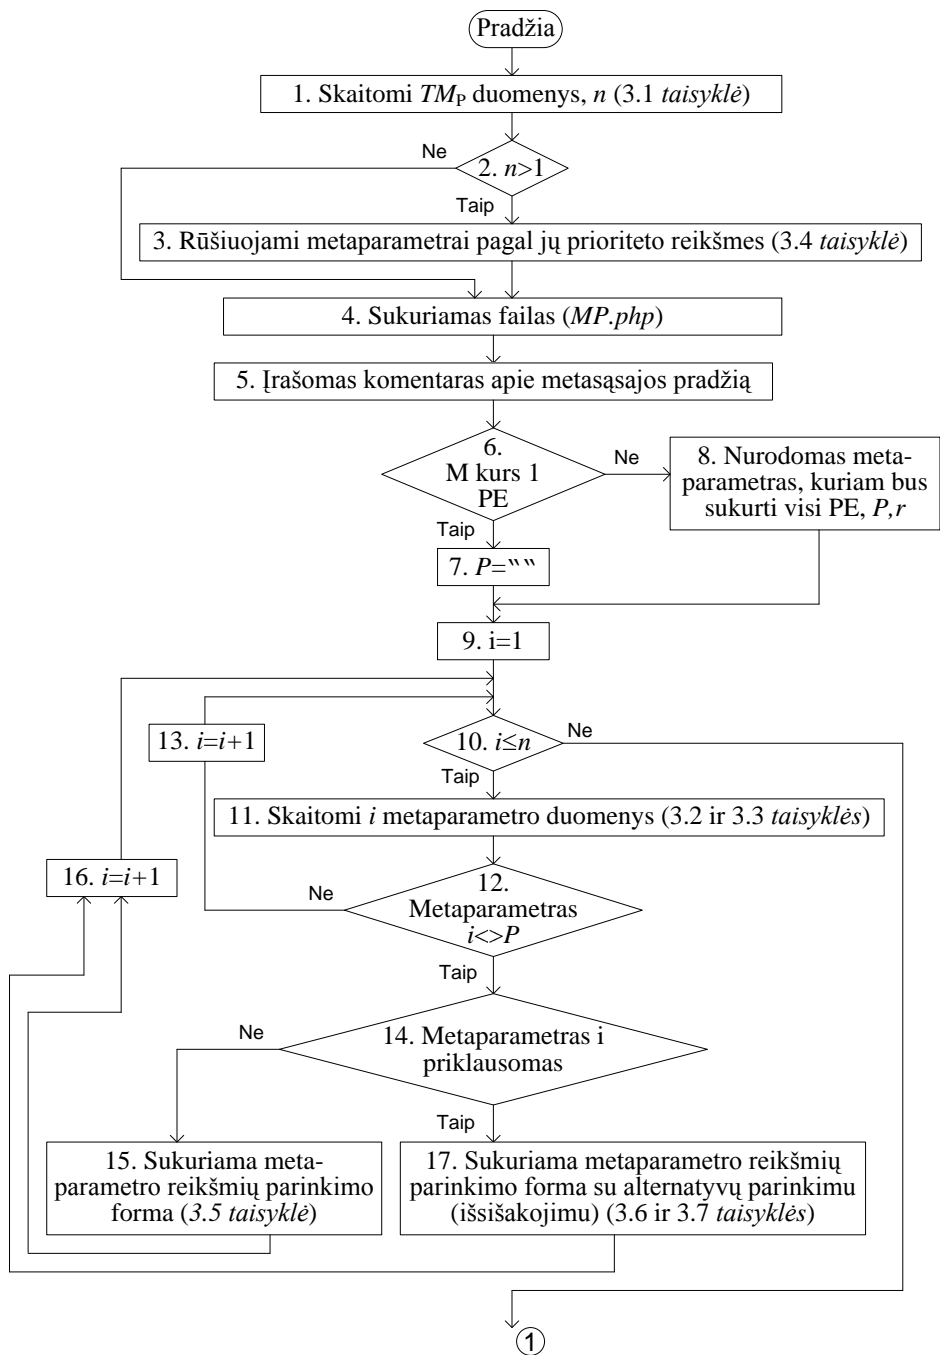 Pradžia
1. Skaitomi TMP duomenys, n (3.1 taisyklė)
Ne
2. n>1
Taip
3. Rūšiuojami metaparametrai pagal jų prioriteto reikšmes (3.4 taisyklė)
4. Sukuriamas failas (MP.php)
5. Įrašomas komentaras apie metasąsajos pradžią
6.
M kurs 1
PE
Ne
8. Nurodomas meta-
parametras, kuriam bus
sukurti visi PE, P,r
Taip
7. P=‟‟‟‟
9. i=1
13. i=i+1
10. i≤n
Ne
Taip
11. Skaitomi i metaparametro duomenys (3.2 ir 3.3 taisyklės)
16. i=i+1
Ne
12.
Metaparametras
i<>P
Taip
Ne
14. Metaparametras i
priklausomas
Taip
15. Sukuriama meta-
parametro reikšmių parinkimo
forma (3.5 taisyklė)
17. Sukuriama metaparametro reikšmių
parinkimo forma su alternatyvų parinkimu
(išsišakojimu) (3.6 ir 3.7 taisyklės)
1